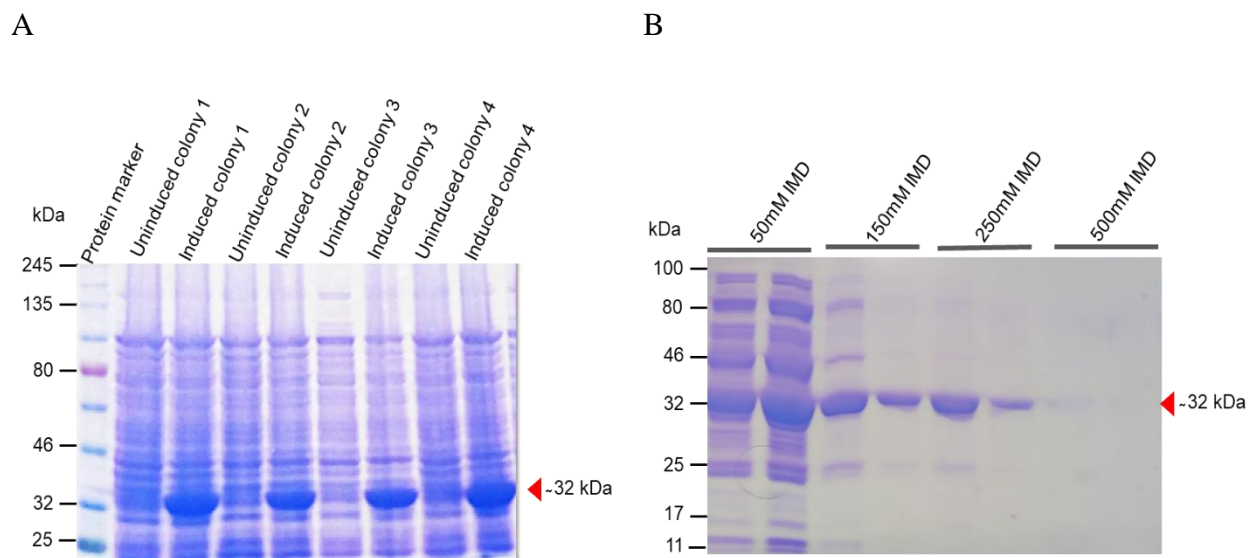 A
B
Protein marker
Uninduced colony 1
Induced colony 1
Uninduced colony 2
Induced colony 2
Uninduced colony 3
Induced colony 3
Uninduced colony 4
Induced colony 4
kDa
245
135
80
46
32
25
~32 kDa
50mM IMD
150mM IMD
250mM IMD
500mM IMD
kDa
100
80
46
32
25
17
11
~32 kDa